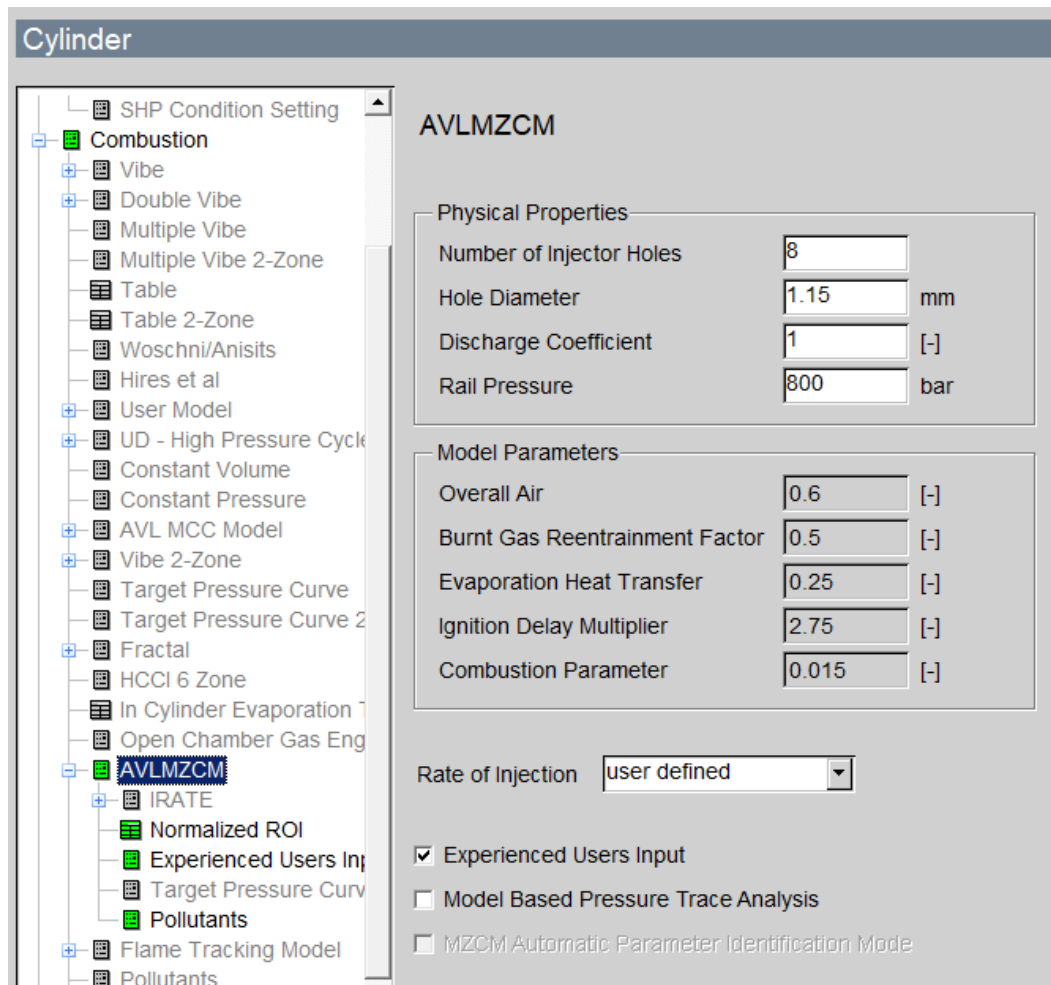 Cylinder
SHP Condition Setting
Combustion
Vibe
Double Vibe
Multiple Vibe
Multiple Vibe 2-Zone
Table
Table 2-Zone
Woschni/Anisits
Hires et al
User Model
UD - High Pressure Cycle
Constant Volume
Constant Pressure
AVL MCC Model
Vibe 2-Zone
Target Pressure Curve
Target Pressure Curve 2
Fractal
HCCI 6 Zone
In Cylinder Evaporation T
Open Chamber Gas Eng
AVLMZCM
IRATE
Normalized ROI
Experienced Users Inp
Target Pressure Curv
Pollutants
Flame Tracking Model
Pollutants
AVLMZCM
Physical Properties
Number of Injector Holes 8
Hole Diameter 1.15 mm
Discharge Coefficient 1 [-]
Rail Pressure 800 bar
Model Parameters
Overall Air 0.6 [-]
Burnt Gas Reentrainment Factor 0.5 [-]
Evaporation Heat Transfer 0.25 [-]
Ignition Delay Multiplier 2.75 [-]
Combustion Parameter 0.015 [-]
Rate of Injection user defined
Experienced Users Input
Model Based Pressure Trace Analysis
MZCM Automatic Parameter Identification Mode